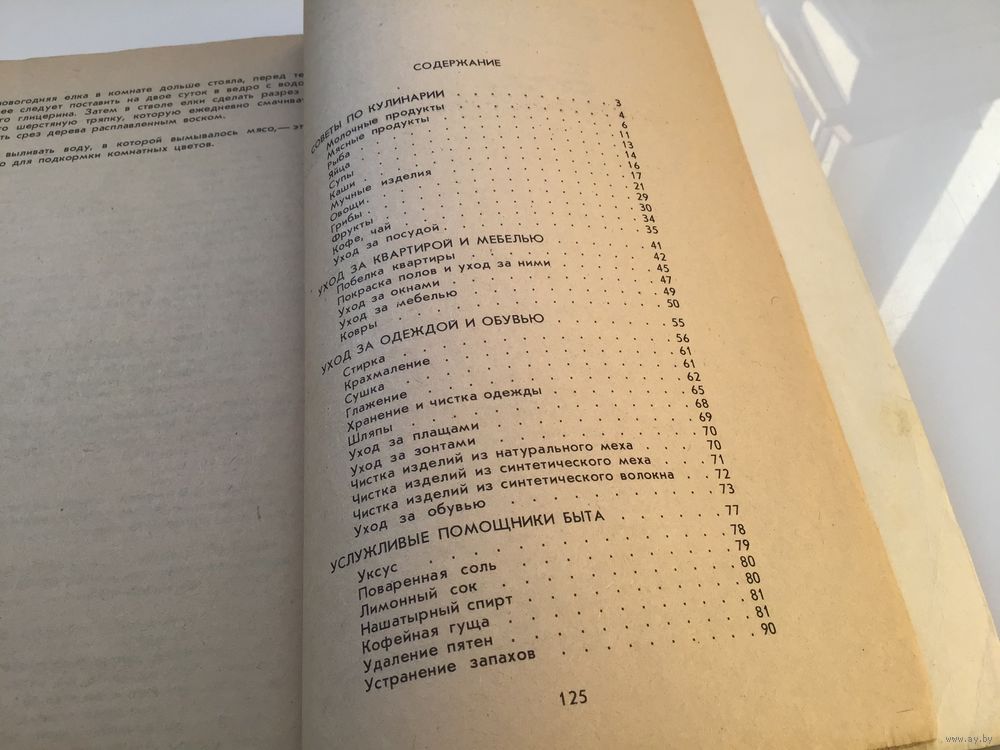 новогодняя елка в комнате дольше стояла, перед те
ее следует поставить на двое суток в ведро с водо
го глицерина. Затем в стволе елки сделать разрез
го шерстяную тряпку, которую ежедневно смачива
ть срез дерева расплавленным воском.
выливать воду, в которой вымывалось мясо,— эт
о для подкормки комнатных цветов.
СОДЕРЖАНИЕ
СОВЕТЫ ПО КУЛИНАРИИ . . . . . . . 3
Молочные продукты . . . . . . . 4
Мясные продукты . . . . . . . 6
Рыба . . . . . . . . . . 11
Яйца . . . . . . . . . . 13
Супы . . . . . . . . . . 14
Каши . . . . . . . . . . 16
Мучные изделия . . . . . . . . 17
Овощи . . . . . . . . . . 21
Грибы . . . . . . . . . . 29
Фрукты . . . . . . . . . . 30
Кофе, чай . . . . . . . . . 34
Уход за посудой . . . . . . . . 35
УХОД ЗА КВАРТИРОЙ И МЕБЕЛЬЮ . . . . 41
Побелка квартиры . . . . . . . 42
Покраска полов и уход за ними . . . . 45
Уход за окнами . . . . . . . . 47
Уход за мебелью . . . . . . . . 49
Ковры . . . . . . . . . . 50
УХОД ЗА ОДЕЖДОЙ И ОБУВЬЮ . . . . . 55
Стирка . . . . . . . . . . 56
Крахмаление . . . . . . . . . 61
Сушка . . . . . . . . . . 61
Глажение . . . . . . . . . 62
Хранение и чистка одежды . . . . . 65
Шляпы . . . . . . . . . . 68
Уход за плащами . . . . . . . . 69
Уход за зонтами . . . . . . . . 70
Чистка изделий из натурального меха . . . 70
Чистка изделий из синтетического меха . . . 71
Чистка изделий из синтетического волокна . . 72
Уход за обувью . . . . . . . . 73
УСЛУЖЛИВЫЕ ПОМОЩНИКИ БЫТА . . . . 77
Уксус . . . . . . . . . . 78
Поваренная соль . . . . . . . . 79
Лимонный сок . . . . . . . . 80
Нашатырный спирт . . . . . . . 80
Кофейная гуща . . . . . . . . 81
Удаление пятен . . . . . . . . 81
Устранение запахов . . . . . . . 90
125
www.ay.by